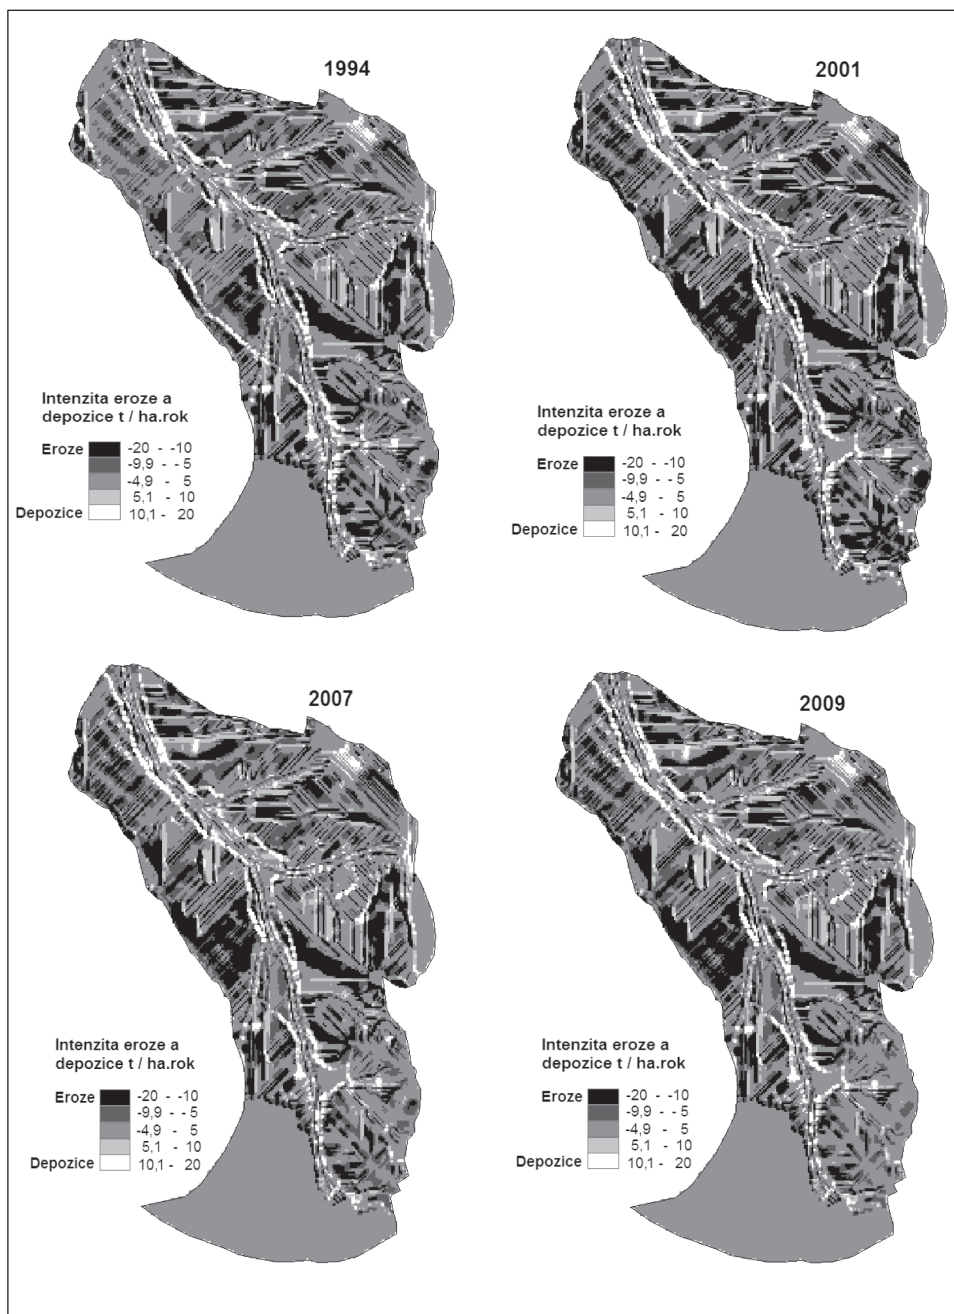 1994
Intenzita eroze a
depozice t / ha.rok
Eroze -20 - -10
-9,9 - - 5
-4,9 - 5
5,1 - 10
Depozice 10,1 - 20
2001
Intenzita eroze a
depozice t / ha.rok
Eroze -20 - -10
-9,9 - - 5
-4,9 - 5
5,1 - 10
Depozice 10,1 - 20
2007
Intenzita eroze a
depozice t / ha.rok
Eroze -20 - -10
-9,9 - - 5
-4,9 - 5
5,1 - 10
Depozice 10,1 - 20
2009
Intenzita eroze a
depozice t / ha.rok
Eroze -20 - -10
-9,9 - - 5
-4,9 - 5
5,1 - 10
Depozice 10,1 - 20